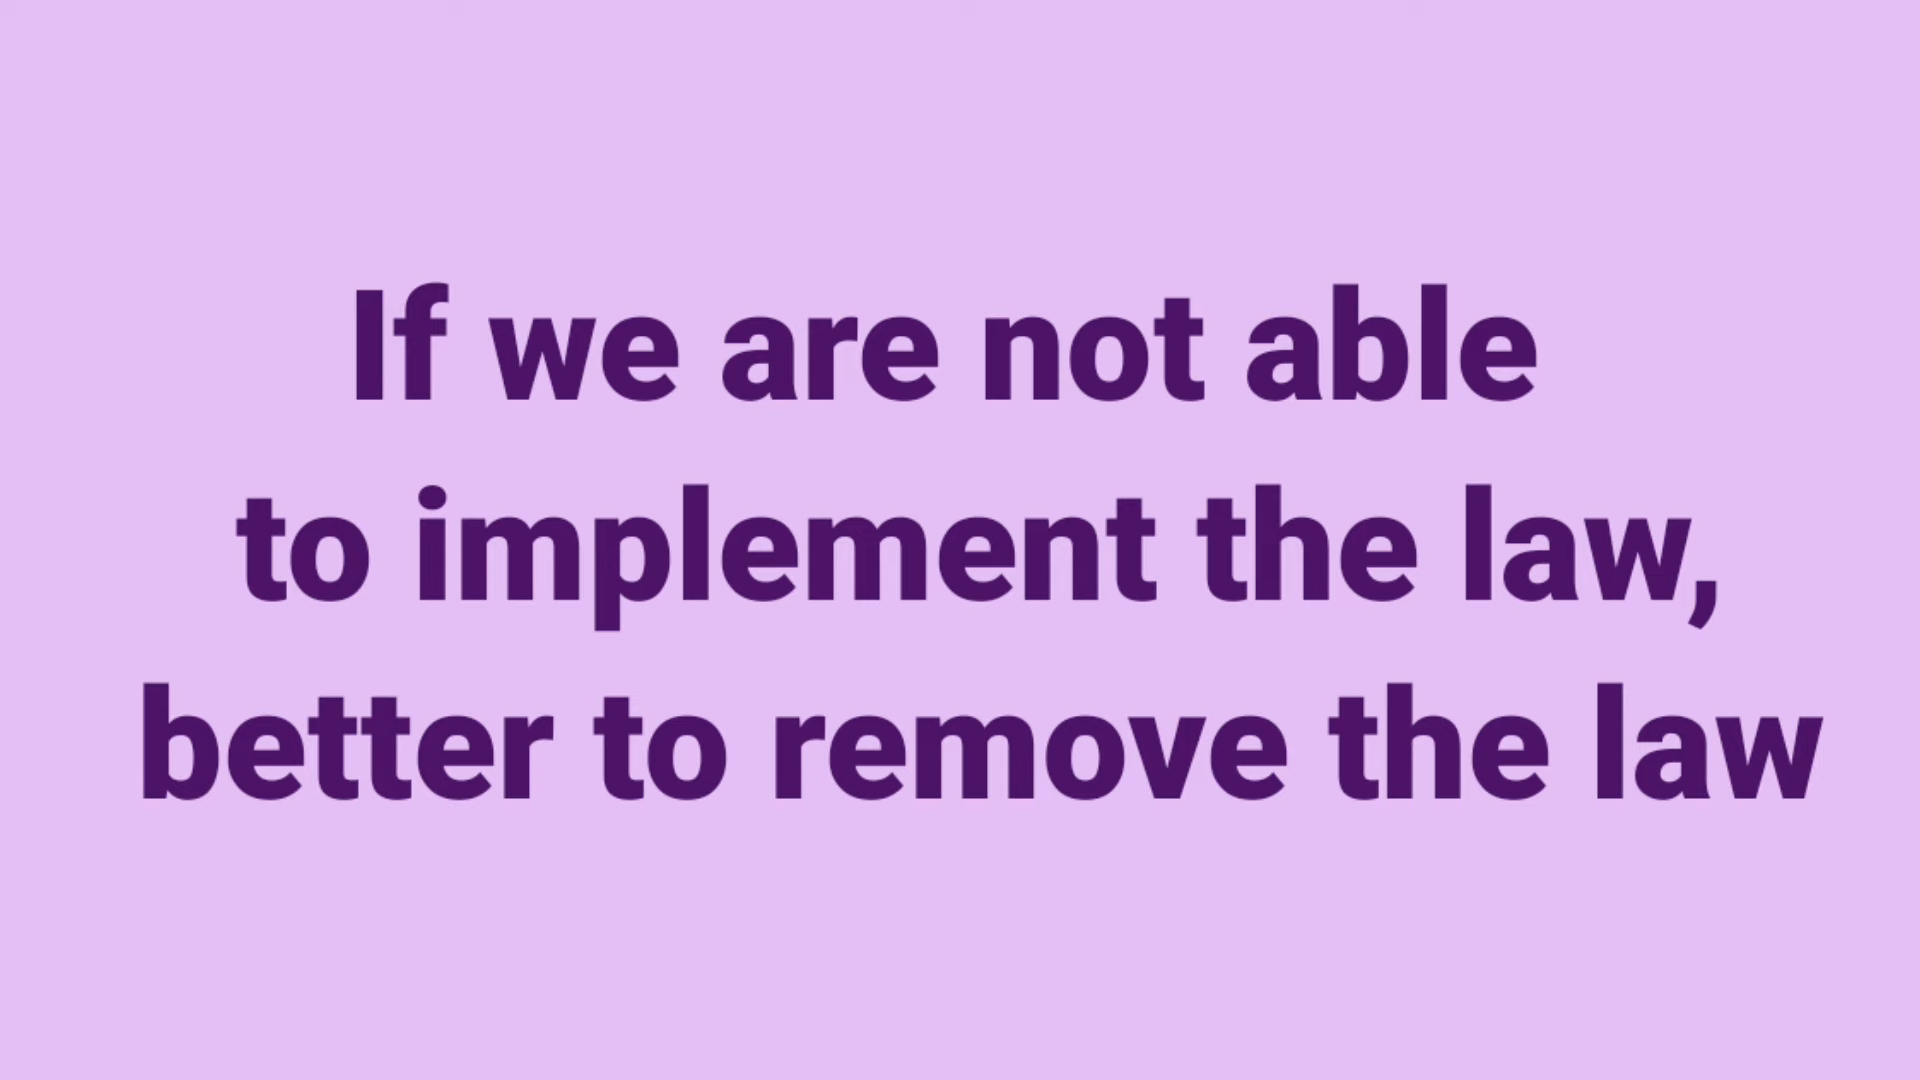 If we are not able
to implement the law,
better to remove the law